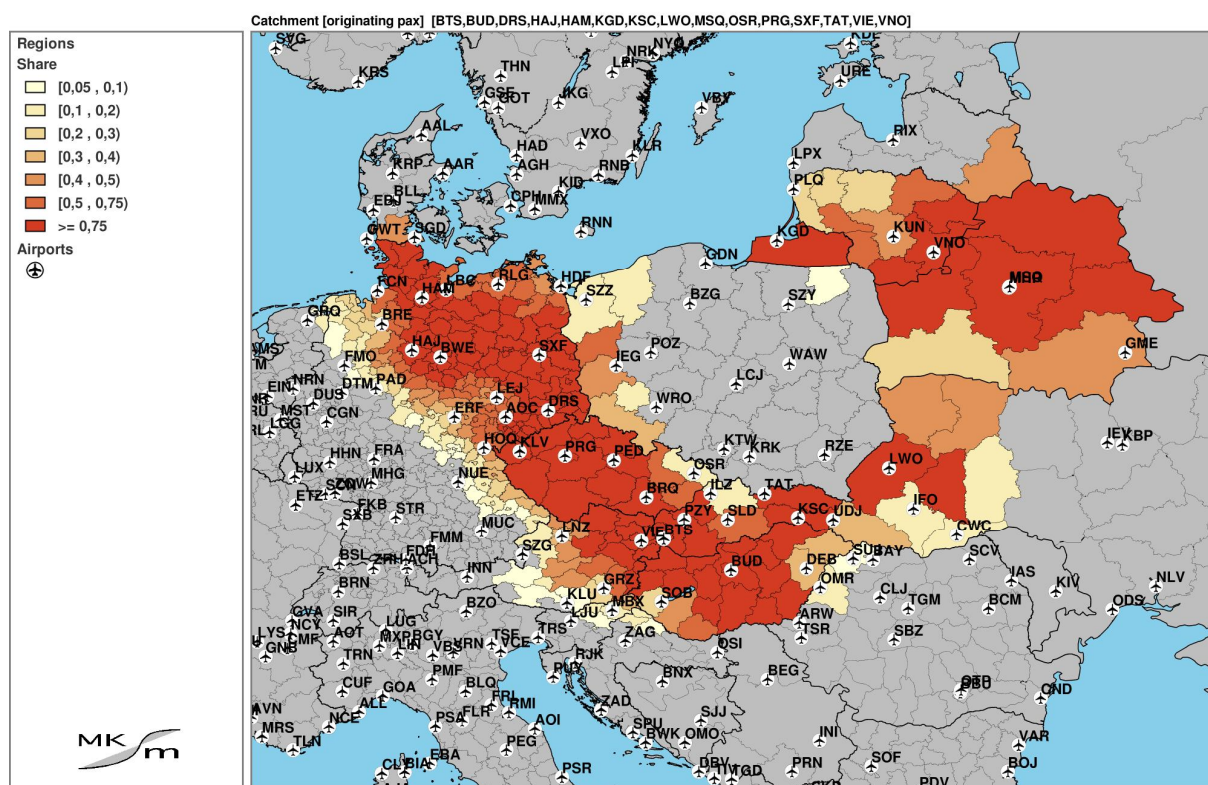 Catchment [originating pax] [BTS,BUD,DRS,HAJ,HAM,KGD,KSC,LWO,MSQ,OSR,PRG,SXF,TAT,VIE,VNO]
Regions
Share
[0,05 , 0,1)
[0,1 , 0,2)
[0,2 , 0,3)
[0,3 , 0,4)
[0,4 , 0,5)
[0,5 , 0,75)
>= 0,75
Airports
MK
m
SVG
NYO
NRK
LPI
KRS
THN
URE
GSE
GOT
JKG
VBY
AAL
VXO
RIX
HAD
KLR
KRP
AAR
AGH
RNB
LPX
BLL
KID
PLQ
EBJ
CPH
MMX
GWT
SGD
RNN
KGD
KUN
VNO
GDN
FCN
HAM
LBC
RLG
HDF
SZZ
BZG
SZY
GRQ
BRE
HAJ
BWE
SXF
IEG
POZ
WAW
GME
FMO
NRN
DTM
PAD
LEJ
LCJ
DUS
MST
CGN
ERF
AOC
DRS
WRO
LGG
HOQ
KLV
PRG
PED
KTW
KRK
RZE
IEV
KBP
HHN
FRA
LUX
MHG
NUE
OSR
LWO
ETZ
BRQ
ILZ
TAT
IFO
FKB
SXB
STR
MUC
LNZ
PZY
SLD
KSC
UDJ
CWC
VIE
BTS
FMM
SZG
BSL
ZRH
FDH
ACH
INN
BUD
DEB
SUJ
BAY
SCV
BRN
GRZ
OMR
IAS
KIV
NLV
KLU
SOB
CLJ
TGM
BCM
ODS
GVA
SIR
BZO
MBX
LJU
ARW
NCY
LUG
TSR
LYS
CMF
AOT
MXP
BGY
TSF
TRS
ZAG
SBZ
GNB
LIN
VBS
VRN
VCE
OSI
TRN
RJK
PMF
PUY
BNX
BEG
CUF
GOA
BLQ
OTP
CND
AVN
ALL
FRL
RMI
ZAD
NCE
PSA
FLR
SJJ
MRS
AOI
SPU
TLN
PEG
BWK
OMO
INI
VAR
EBA
SOF
BIA
PSR
DBV
TGD
PRN
BOJ
PDV